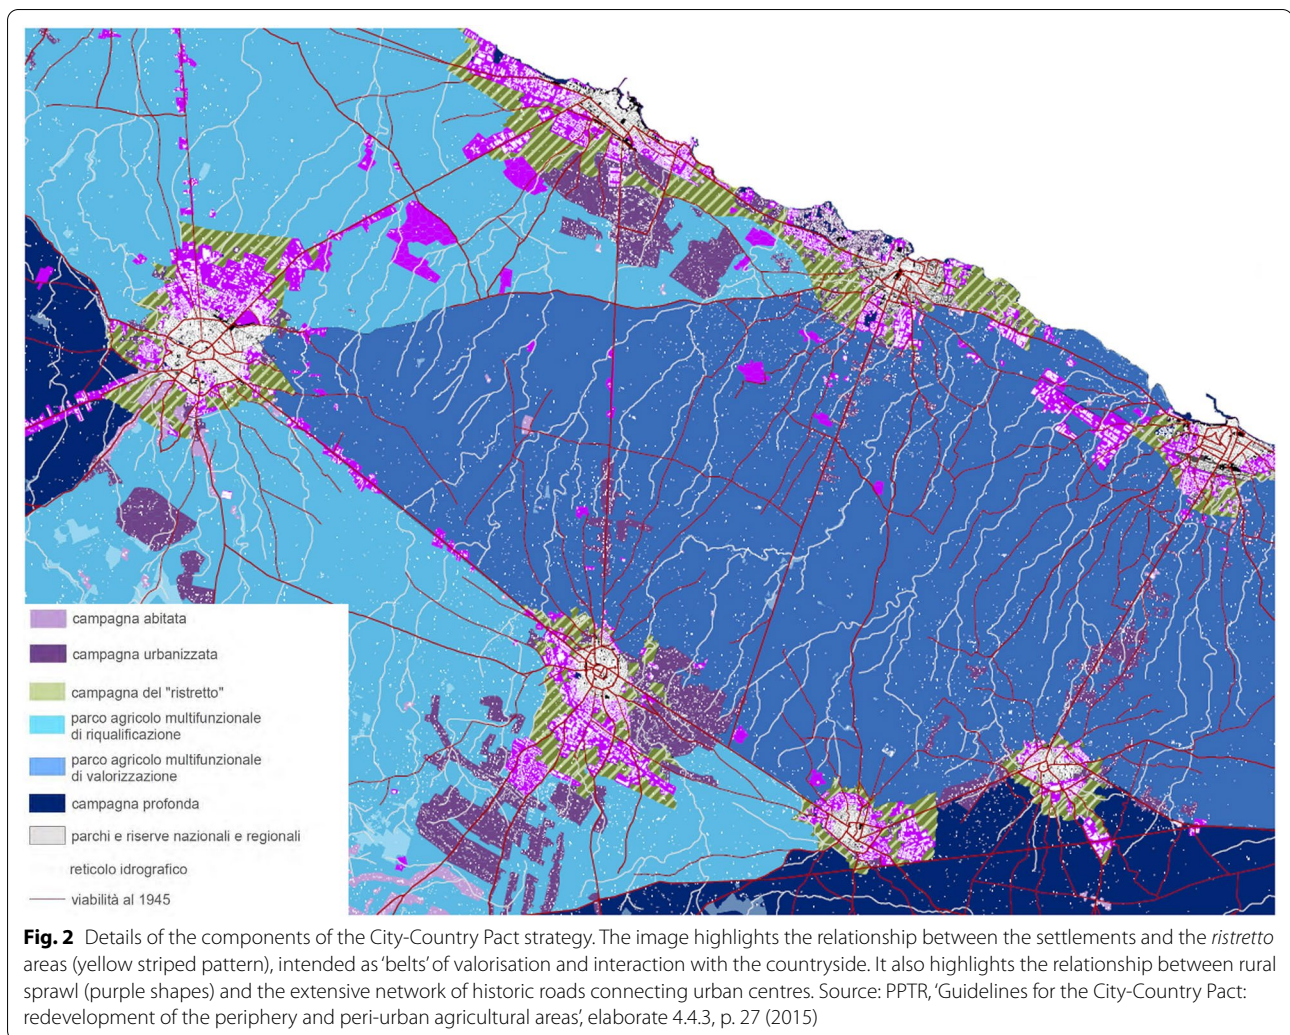 campagna abitata
campagna urbanizzata
campagna del "ristretto"
parco agricolo multifunzionale
di riqualificazione
parco agricolo multifunzionale
di valorizzazione
campagna profonda
parchi e riserve nazionali e regionali
reticolo idrografico
viabilità al 1945
Fig. 2 Details of the components of the City-Country Pact strategy. The image highlights the relationship between the settlements and the ristretto
areas (yellow striped pattern), intended as ‘belts’ of valorisation and interaction with the countryside. It also highlights the relationship between rural
sprawl (purple shapes) and the extensive network of historic roads connecting urban centres. Source: PPTR, ‘Guidelines for the City-Country Pact:
redevelopment of the periphery and peri-urban agricultural areas’, elaborate 4.4.3, p. 27 (2015)